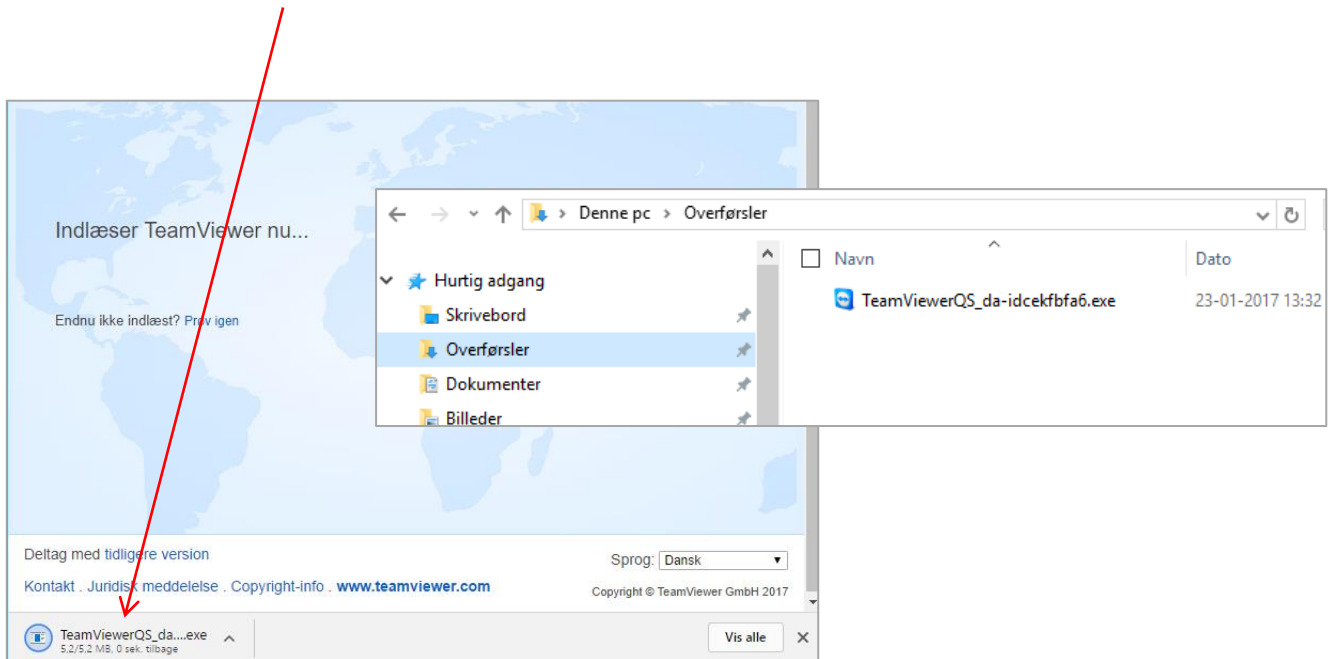 Indlæser TeamViewer nu...
Endnu ikke indlæst? Prøv igen
Denne pc > Overførsler
Hurtig adgang
Skrivebord
Overførsler
Dokumenter
Billeder
Navn Dato
TeamViewerQS_da-idcekfbfa6.exe 23-01-2017 13:32
Deltag med tidligere version
Kontakt . Juridisk meddelelse . Copyright-info . www.teamviewer.com
Sprog: Dansk
Copyright © TeamViewer GmbH 2017
TeamViewerQS_da....exe
5,2/5,2 MB, 0 sek. tilbage
Vis alle